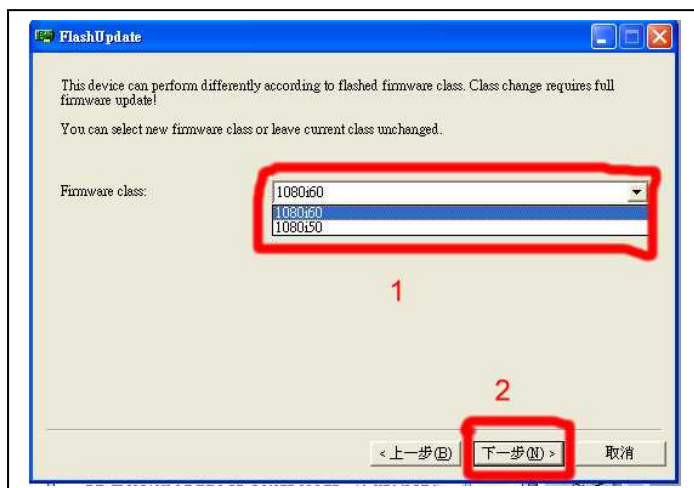 FlashUpdate
This device can perform differently according to flashed firmware class. Class change requires full
firmware update!
You can select new firmware class or leave current class unchanged.
Firmware class:
1080i60
1080i60
1080i50
1
2
<上一步(B)
下一步(N)>
取消